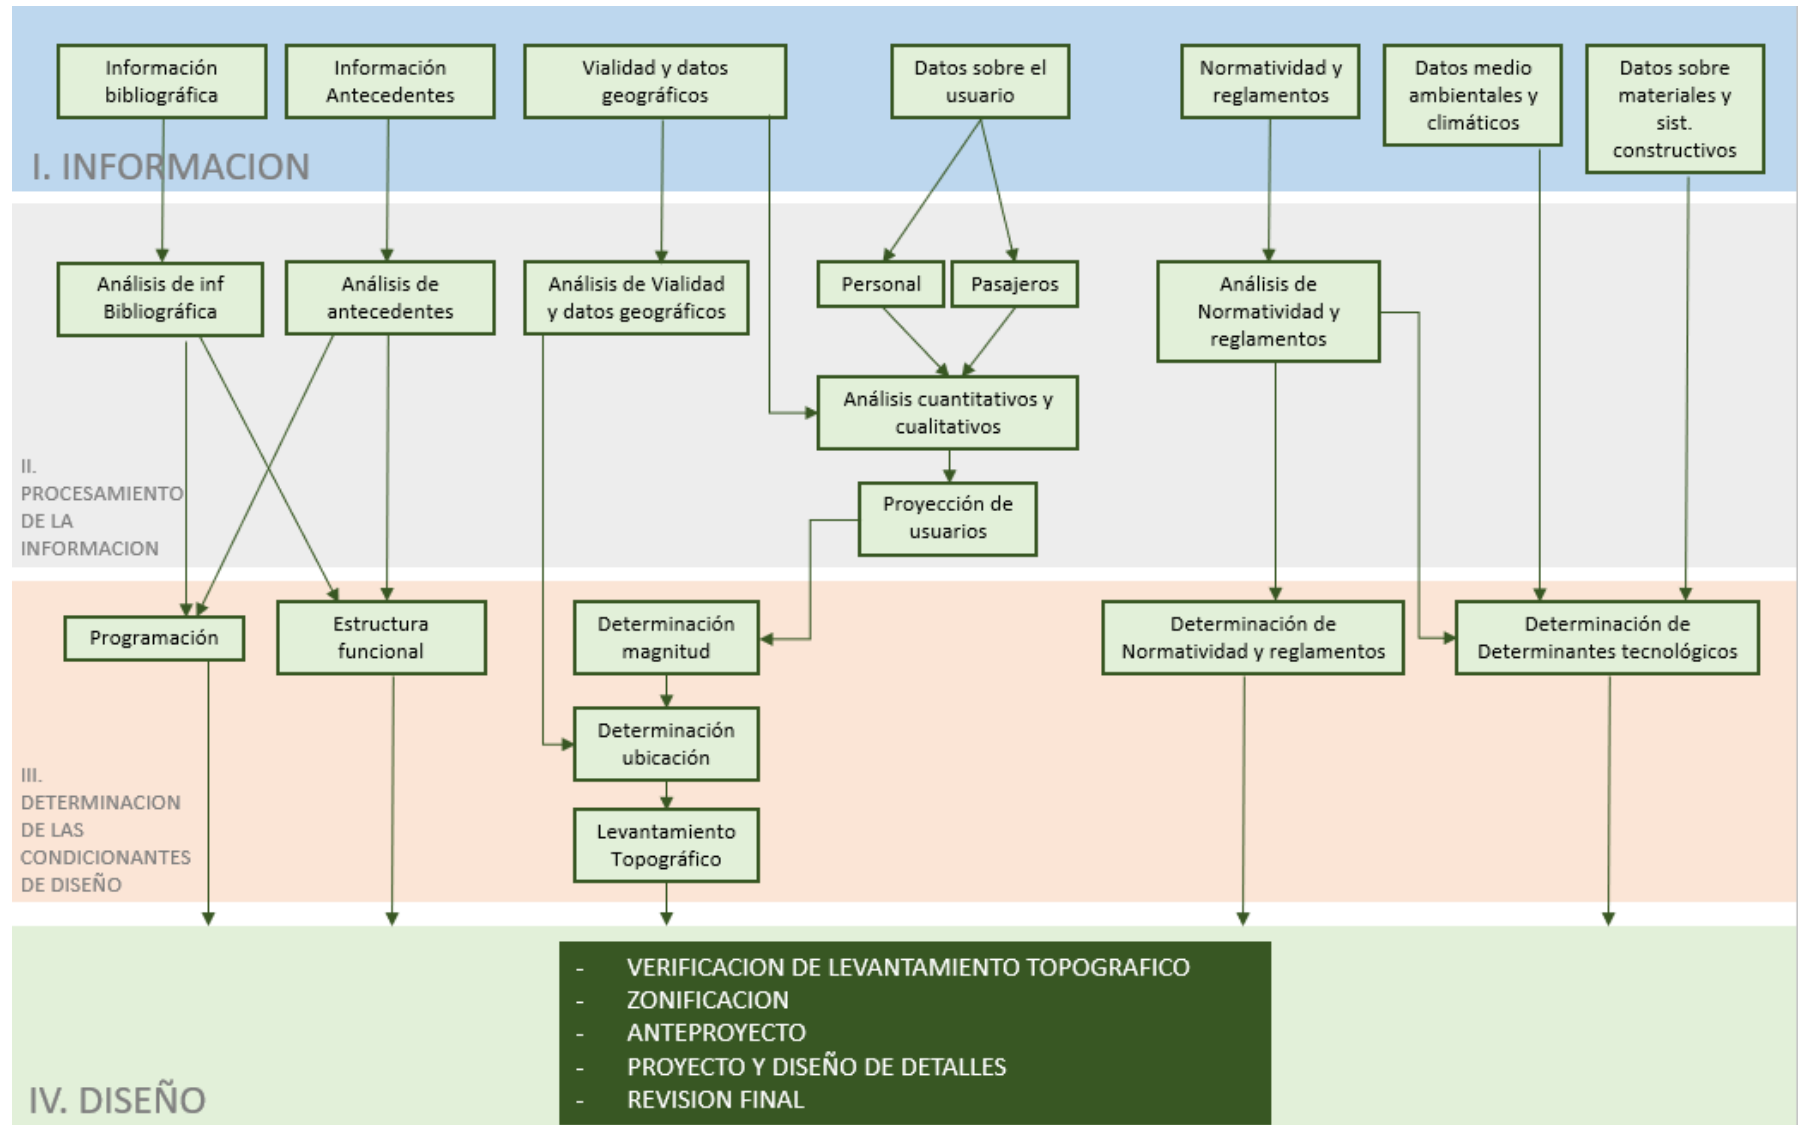 Información
bibliográfica
Información
Antecedentes
Vialidad y datos
geográficos
Datos sobre el
usuario
Normatividad y
reglamentos
Datos medio
ambientales y
climáticos
Datos sobre
materiales y
sist.
constructivos
I. INFORMACION
Análisis de inf
Bibliográfica
Análisis de
antecedentes
Análisis de Vialidad
y datos geográficos
Personal
Pasajeros
Análisis de
Normatividad y
reglamentos
Análisis cuantitativos y
cualitativos
Proyección de
usuarios
II.
PROCESAMIENTO
DE LA
INFORMACION
Programación
Estructura
funcional
Determinación
magnitud
Determinación de
Normatividad y reglamentos
Determinación de
Determinantes tecnológicos
Determinación
ubicación
Levantamiento
Topográfico
III.
DETERMINACION
DE LAS
CONDICIONANTES
DE DISEÑO
- VERIFICACION DE LEVANTAMIENTO TOPOGRAFICO
- ZONIFICACION
- ANTEPROYECTO
- PROYECTO Y DISEÑO DE DETALLES
- REVISION FINAL
IV. DISEÑO